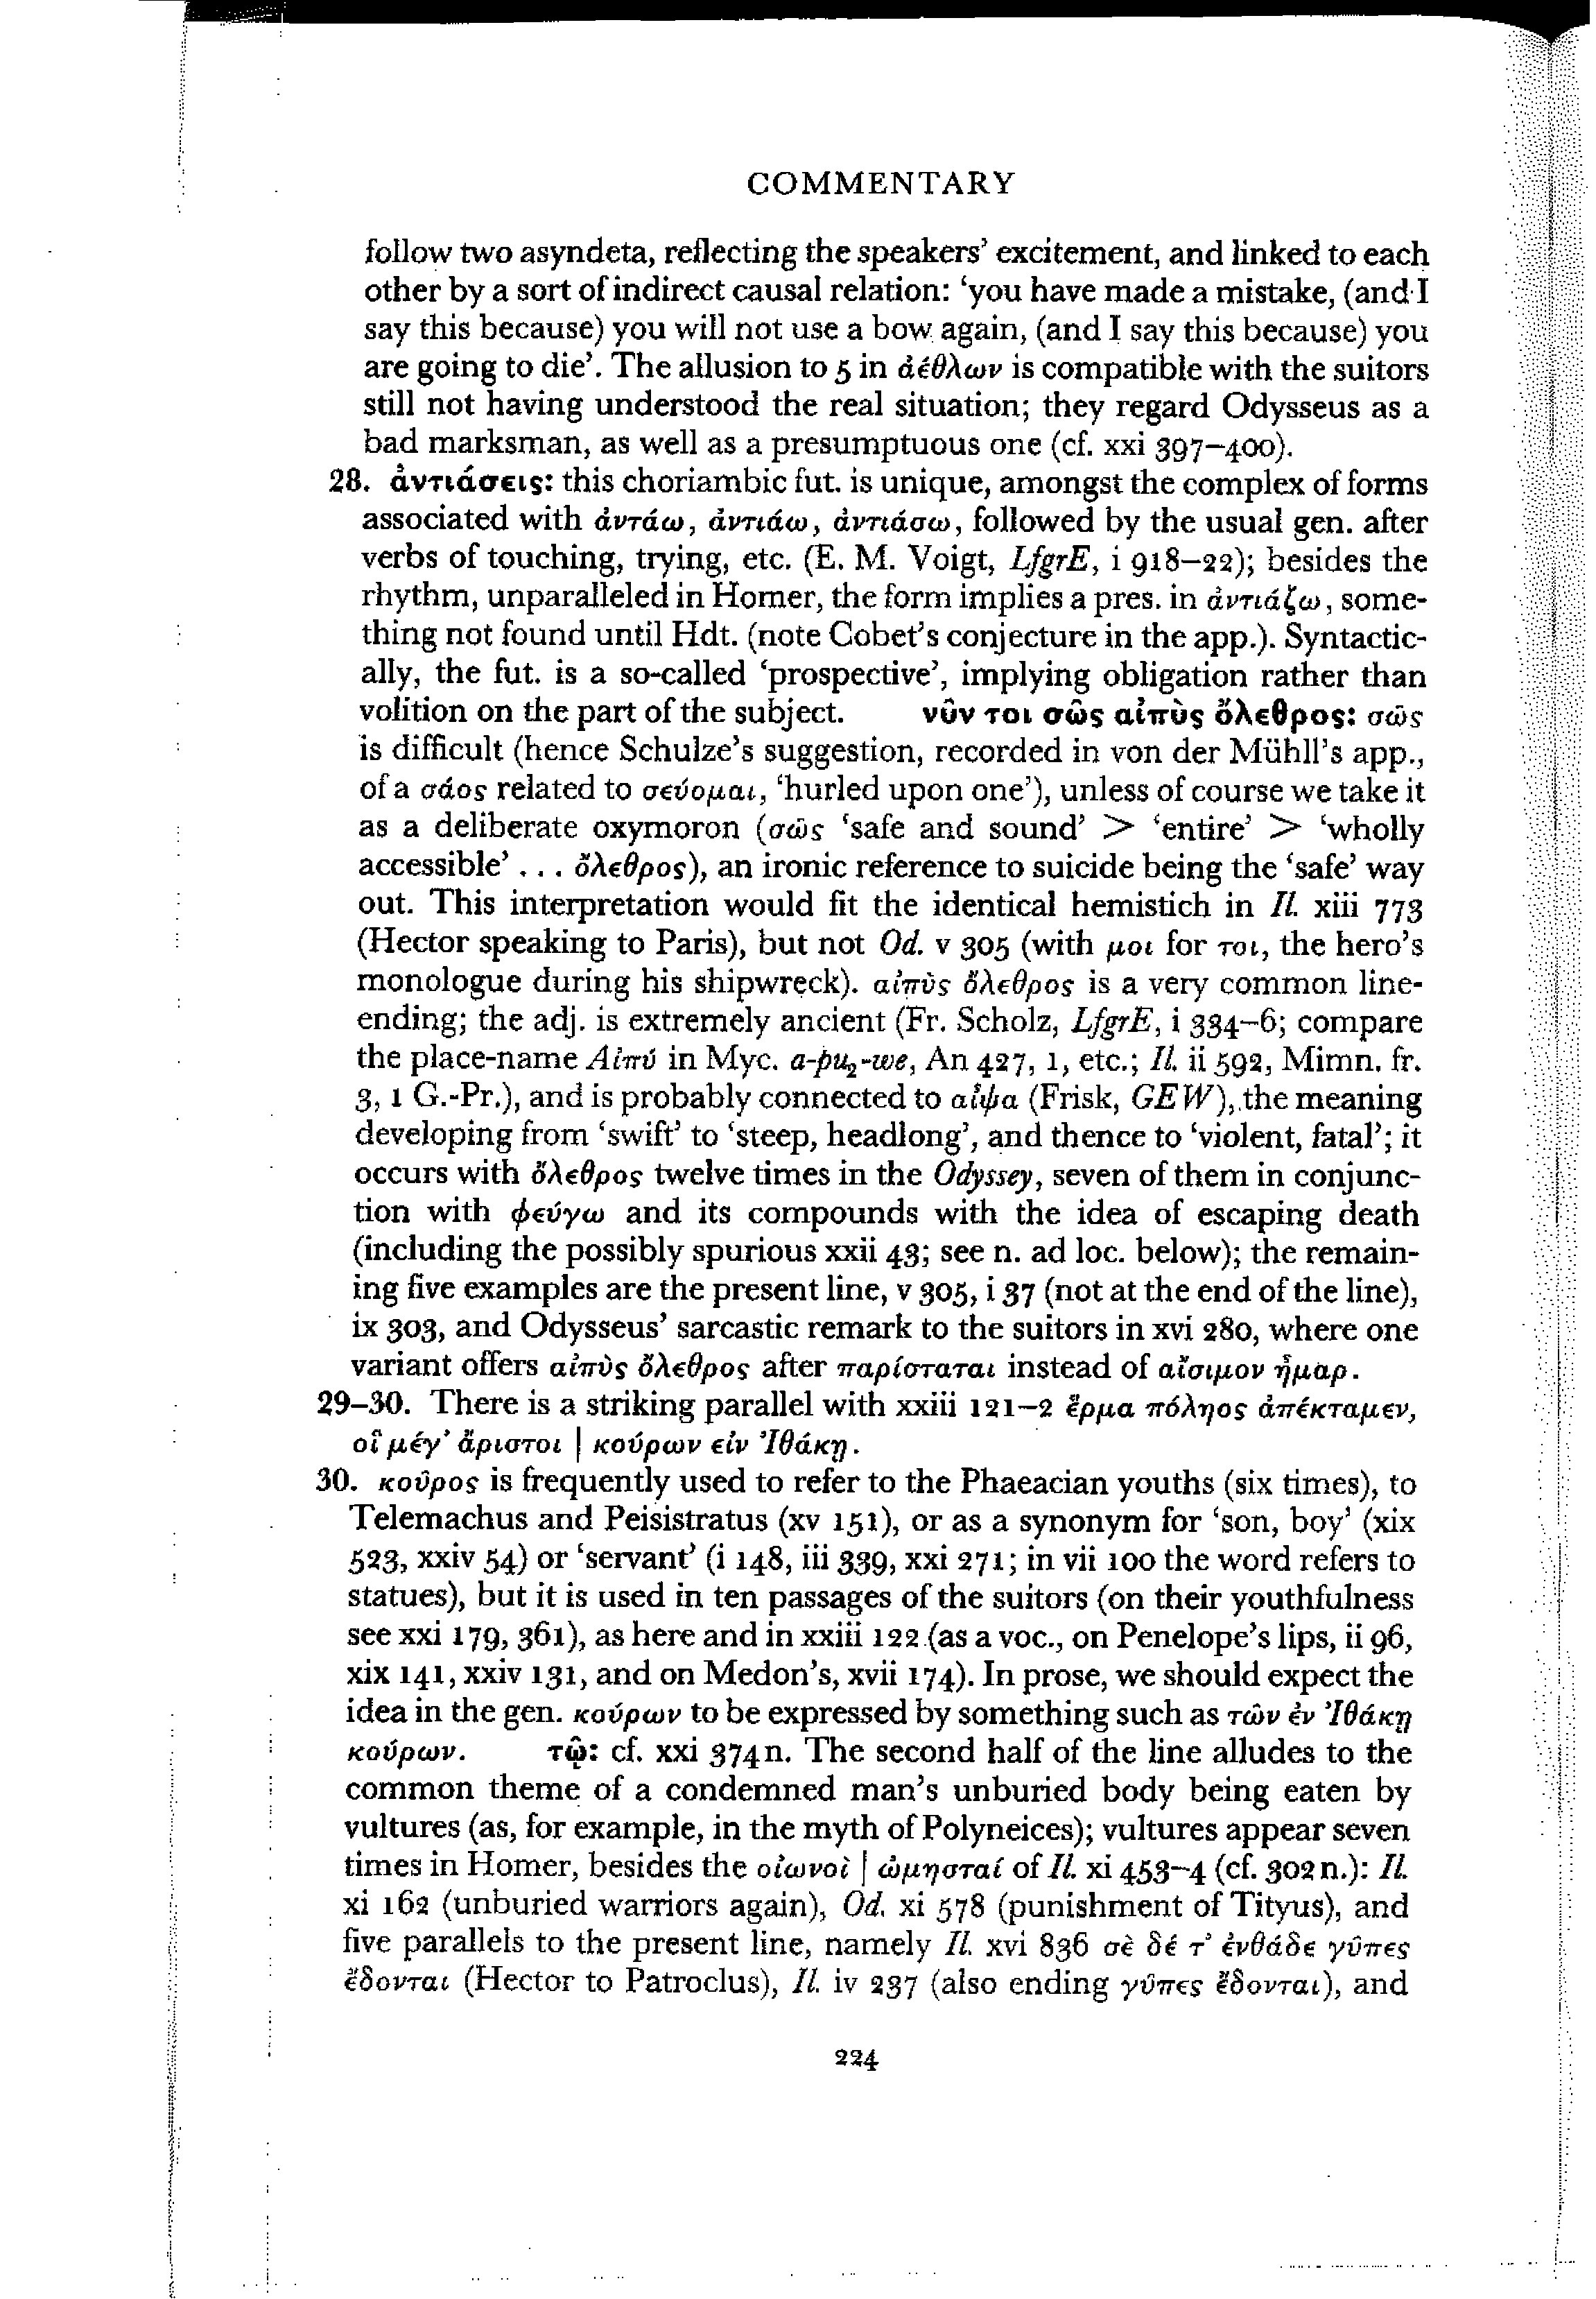 COMMENTARY
follow two asyndeta, reflecting the speakers’ excitement, and linked to each
other by a sort of indirect causal relation: ‘you have made a mistake, (and I
say this because) you will not use a bow again, (and I say this because) you
are going to die’. The allusion to 5 in ἀέθλων is compatible with the suitors
still not having understood the real situation; they regard Odysseus as a
bad marksman, as well as a presumptuous one (cf. xxi 397–400).
28. ἀντιάσεις: this choriambic fut. is unique, amongst the complex of forms
associated with ἀντάω, ἀντιάω, ἀντιάσω, followed by the usual gen. after
verbs of touching, trying, etc. (E. M. Voigt, LfgrE, i 918–22); besides the
rhythm, unparalleled in Homer, the form implies a pres. in ἀντιάζω, some-
thing not found until Hdt. (note Cobet’s conjecture in the app.). Syntactic-
ally, the fut. is a so-called ‘prospective’, implying obligation rather than
volition on the part of the subject. νῦν τοι σῶς αἰπὺς ὄλεθρος: σῶς
is difficult (hence Schulze’s suggestion, recorded in von der Mühll’s app.,
of a σάος related to σεύομαι, ‘hurled upon one’), unless of course we take it
as a deliberate oxymoron (σῶς ‘safe and sound’ > ‘entire’ > ‘wholly
accessible’ . . . ὄλεθρος), an ironic reference to suicide being the ‘safe’ way
out. This interpretation would fit the identical hemistich in Il. xiii 773
(Hector speaking to Paris), but not Od. v 305 (with μοι for τοι, the hero’s
monologue during his shipwreck). αἰπὺς ὄλεθρος is a very common line-
ending; the adj. is extremely ancient (Fr. Scholz, LfgrE, i 334–6; compare
the place-name Αἰπύ in Myc. a-pu₂-we, An 427, 1, etc.; Il. ii 592, Mimn. fr.
3, 1 G.-Pr.), and is probably connected to αἶψα (Frisk, GEW), the meaning
developing from ‘swift’ to ‘steep, headlong’, and thence to ‘violent, fatal’; it
occurs with ὄλεθρος twelve times in the Odyssey, seven of them in conjunc-
tion with φεύγω and its compounds with the idea of escaping death
(including the possibly spurious xxii 43; see n. ad loc. below); the remain-
ing five examples are the present line, v 305, i 37 (not at the end of the line),
ix 303, and Odysseus’ sarcastic remark to the suitors in xvi 280, where one
variant offers αἰπὺς ὄλεθρος after παρίσταται instead of αἴσιμον ἦμαρ.
29–30. There is a striking parallel with xxiii 121–2 ἕρμα πόληος ἀπέκταμεν,
οἳ μέγ’ ἄριστοι | κούρων εἰν Ἰθάκῃ.
30. κοῦρος is frequently used to refer to the Phaeacian youths (six times), to
Telemachus and Peisistratus (xv 151), or as a synonym for ‘son, boy’ (xix
523, xxiv 54) or ‘servant’ (i 148, iii 339, xxi 271; in vii 100 the word refers to
statues), but it is used in ten passages of the suitors (on their youthfulness
see xxi 179, 361), as here and in xxiii 122 (as a voc., on Penelope’s lips, ii 96,
xix 141, xxiv 131, and on Medon’s, xvii 174). In prose, we should expect the
idea in the gen. κούρων to be expressed by something such as τῶν ἐν Ἰθάκῃ
κούρων. τῷ: cf. xxi 374 n. The second half of the line alludes to the
common theme of a condemned man’s unburied body being eaten by
vultures (as, for example, in the myth of Polyneices); vultures appear seven
times in Homer, besides the οἰωνοὶ | ὠμησταί of Il. xi 453–4 (cf. 302 n.): Il.
xi 162 (unburied warriors again), Od. xi 578 (punishment of Tityus), and
five parallels to the present line, namely Il. xvi 836 σὲ δέ τ’ ἐνθάδε γῦπες
ἔδονται (Hector to Patroclus), Il. iv 237 (also ending γῦπες ἔδονται), and
224